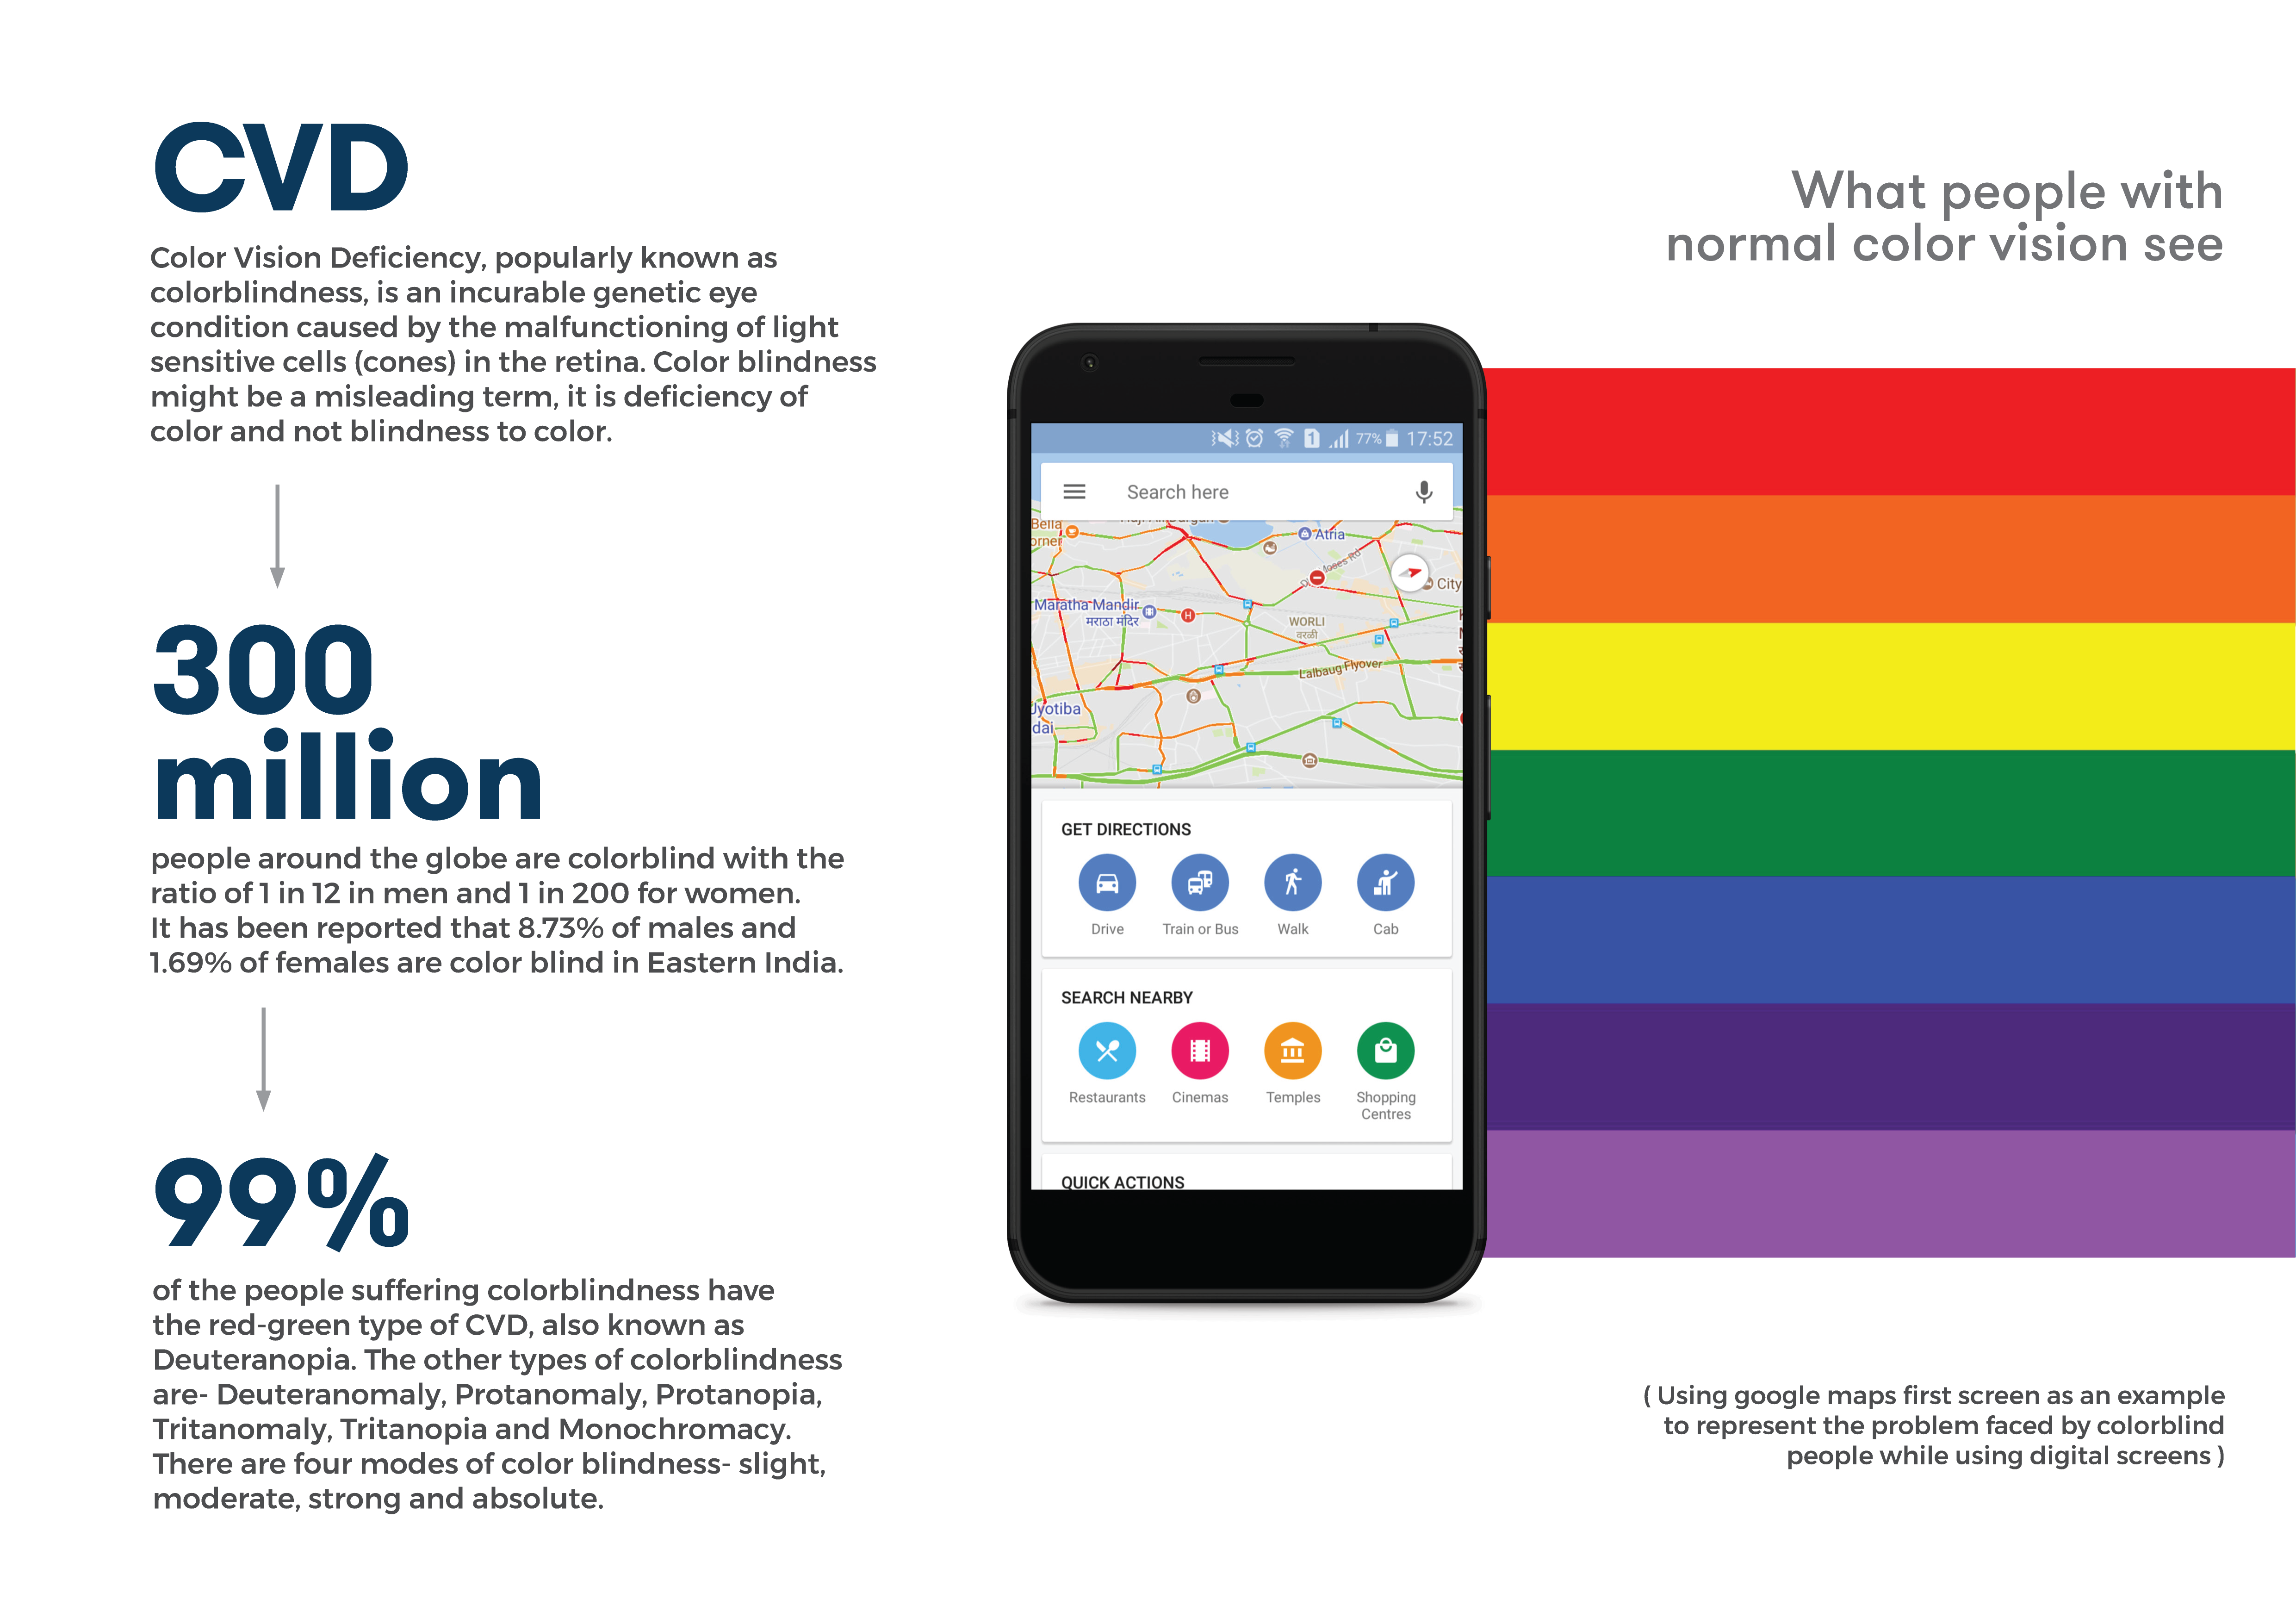 CVD
Color Vision Deficiency, popularly known as
colorblindness, is an incurable genetic eye
condition caused by the malfunctioning of light
sensitive cells (cones) in the retina. Color blindness
might be a misleading term, it is deficiency of
color and not blindness to color.
300
million
people around the globe are colorblind with the
ratio of 1 in 12 in men and 1 in 200 for women.
It has been reported that 8.73% of males and
1.69% of females are color blind in Eastern India.
99%
of the people suffering colorblindness have
the red-green type of CVD, also known as
Deuteranopia. The other types of colorblindness
are- Deuteranomaly, Protanomaly, Protanopia,
Tritanomaly, Tritanopia and Monochromacy.
There are four modes of color blindness- slight,
moderate, strong and absolute.
1 77% 17:52
Search here
Bella
orner
Atria
Moses Rd
City
Maratha Mandir
मराठा मंदिर
H
WORLI
वरळी
Lalbaug Flyover
Jyotiba
dai
GET DIRECTIONS
Drive Train or Bus Walk Cab
SEARCH NEARBY
Restaurants Cinemas Temples Shopping
Centres
QUICK ACTIONS
What people with
normal color vision see
( Using google maps first screen as an example
to represent the problem faced by colorblind
people while using digital screens )